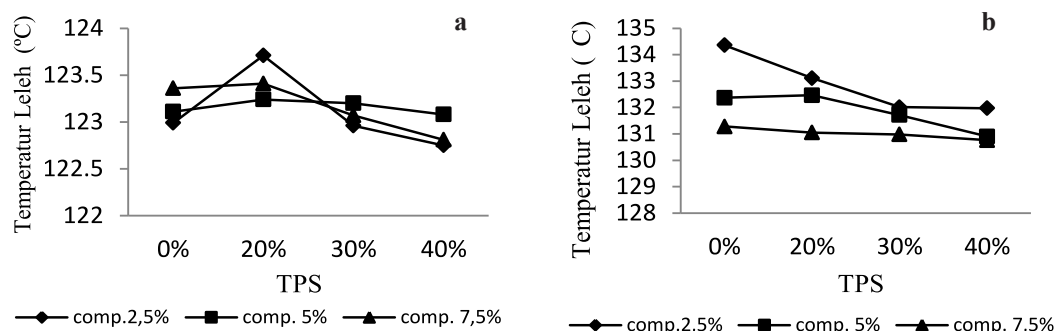 a
Temperatur Leleh (ºC)
124
123.5
123
122.5
122
0% 20% 30% 40%
TPS
comp.2,5% comp. 5% comp. 7,5%
b
Temperatur Leleh ( C)
135
134
133
132
131
130
129
128
0% 20% 30% 40%
TPS
comp.2.5% comp. 5% comp. 7.5%